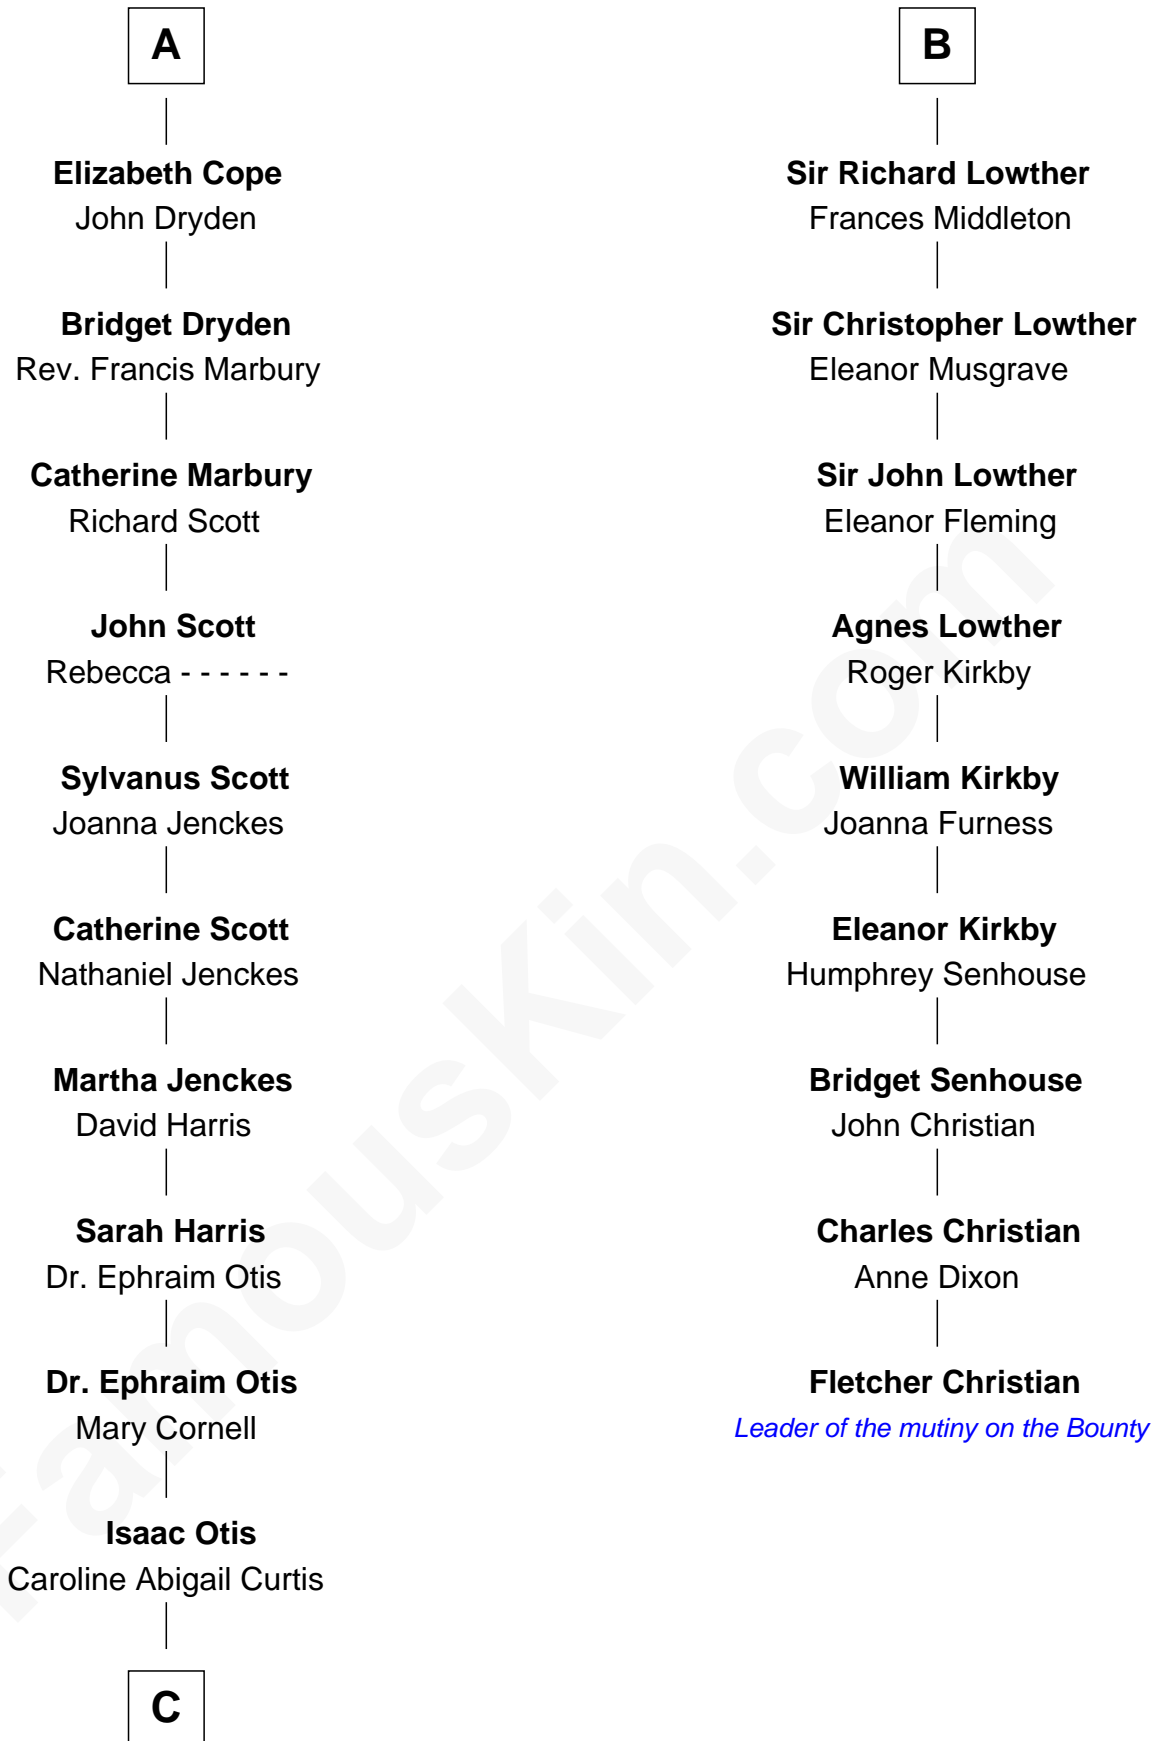 A
Elizabeth Cope
John Dryden
Bridget Dryden
Rev. Francis Marbury
Catherine Marbury
Richard Scott
John Scott
Rebecca - - - - - -
Sylvanus Scott
Joanna Jenckes
Catherine Scott
Nathaniel Jenckes
Martha Jenckes
David Harris
Sarah Harris
Dr. Ephraim Otis
Dr. Ephraim Otis
Mary Cornell
Isaac Otis
Caroline Abigail Curtis
C
B
Sir Richard Lowther
Frances Middleton
Sir Christopher Lowther
Eleanor Musgrave
Sir John Lowther
Eleanor Fleming
Agnes Lowther
Roger Kirkby
William Kirkby
Joanna Furness
Eleanor Kirkby
Humphrey Senhouse
Bridget Senhouse
John Christian
Charles Christian
Anne Dixon
Fletcher Christian
Leader of the mutiny on the Bounty
FamousKin.com